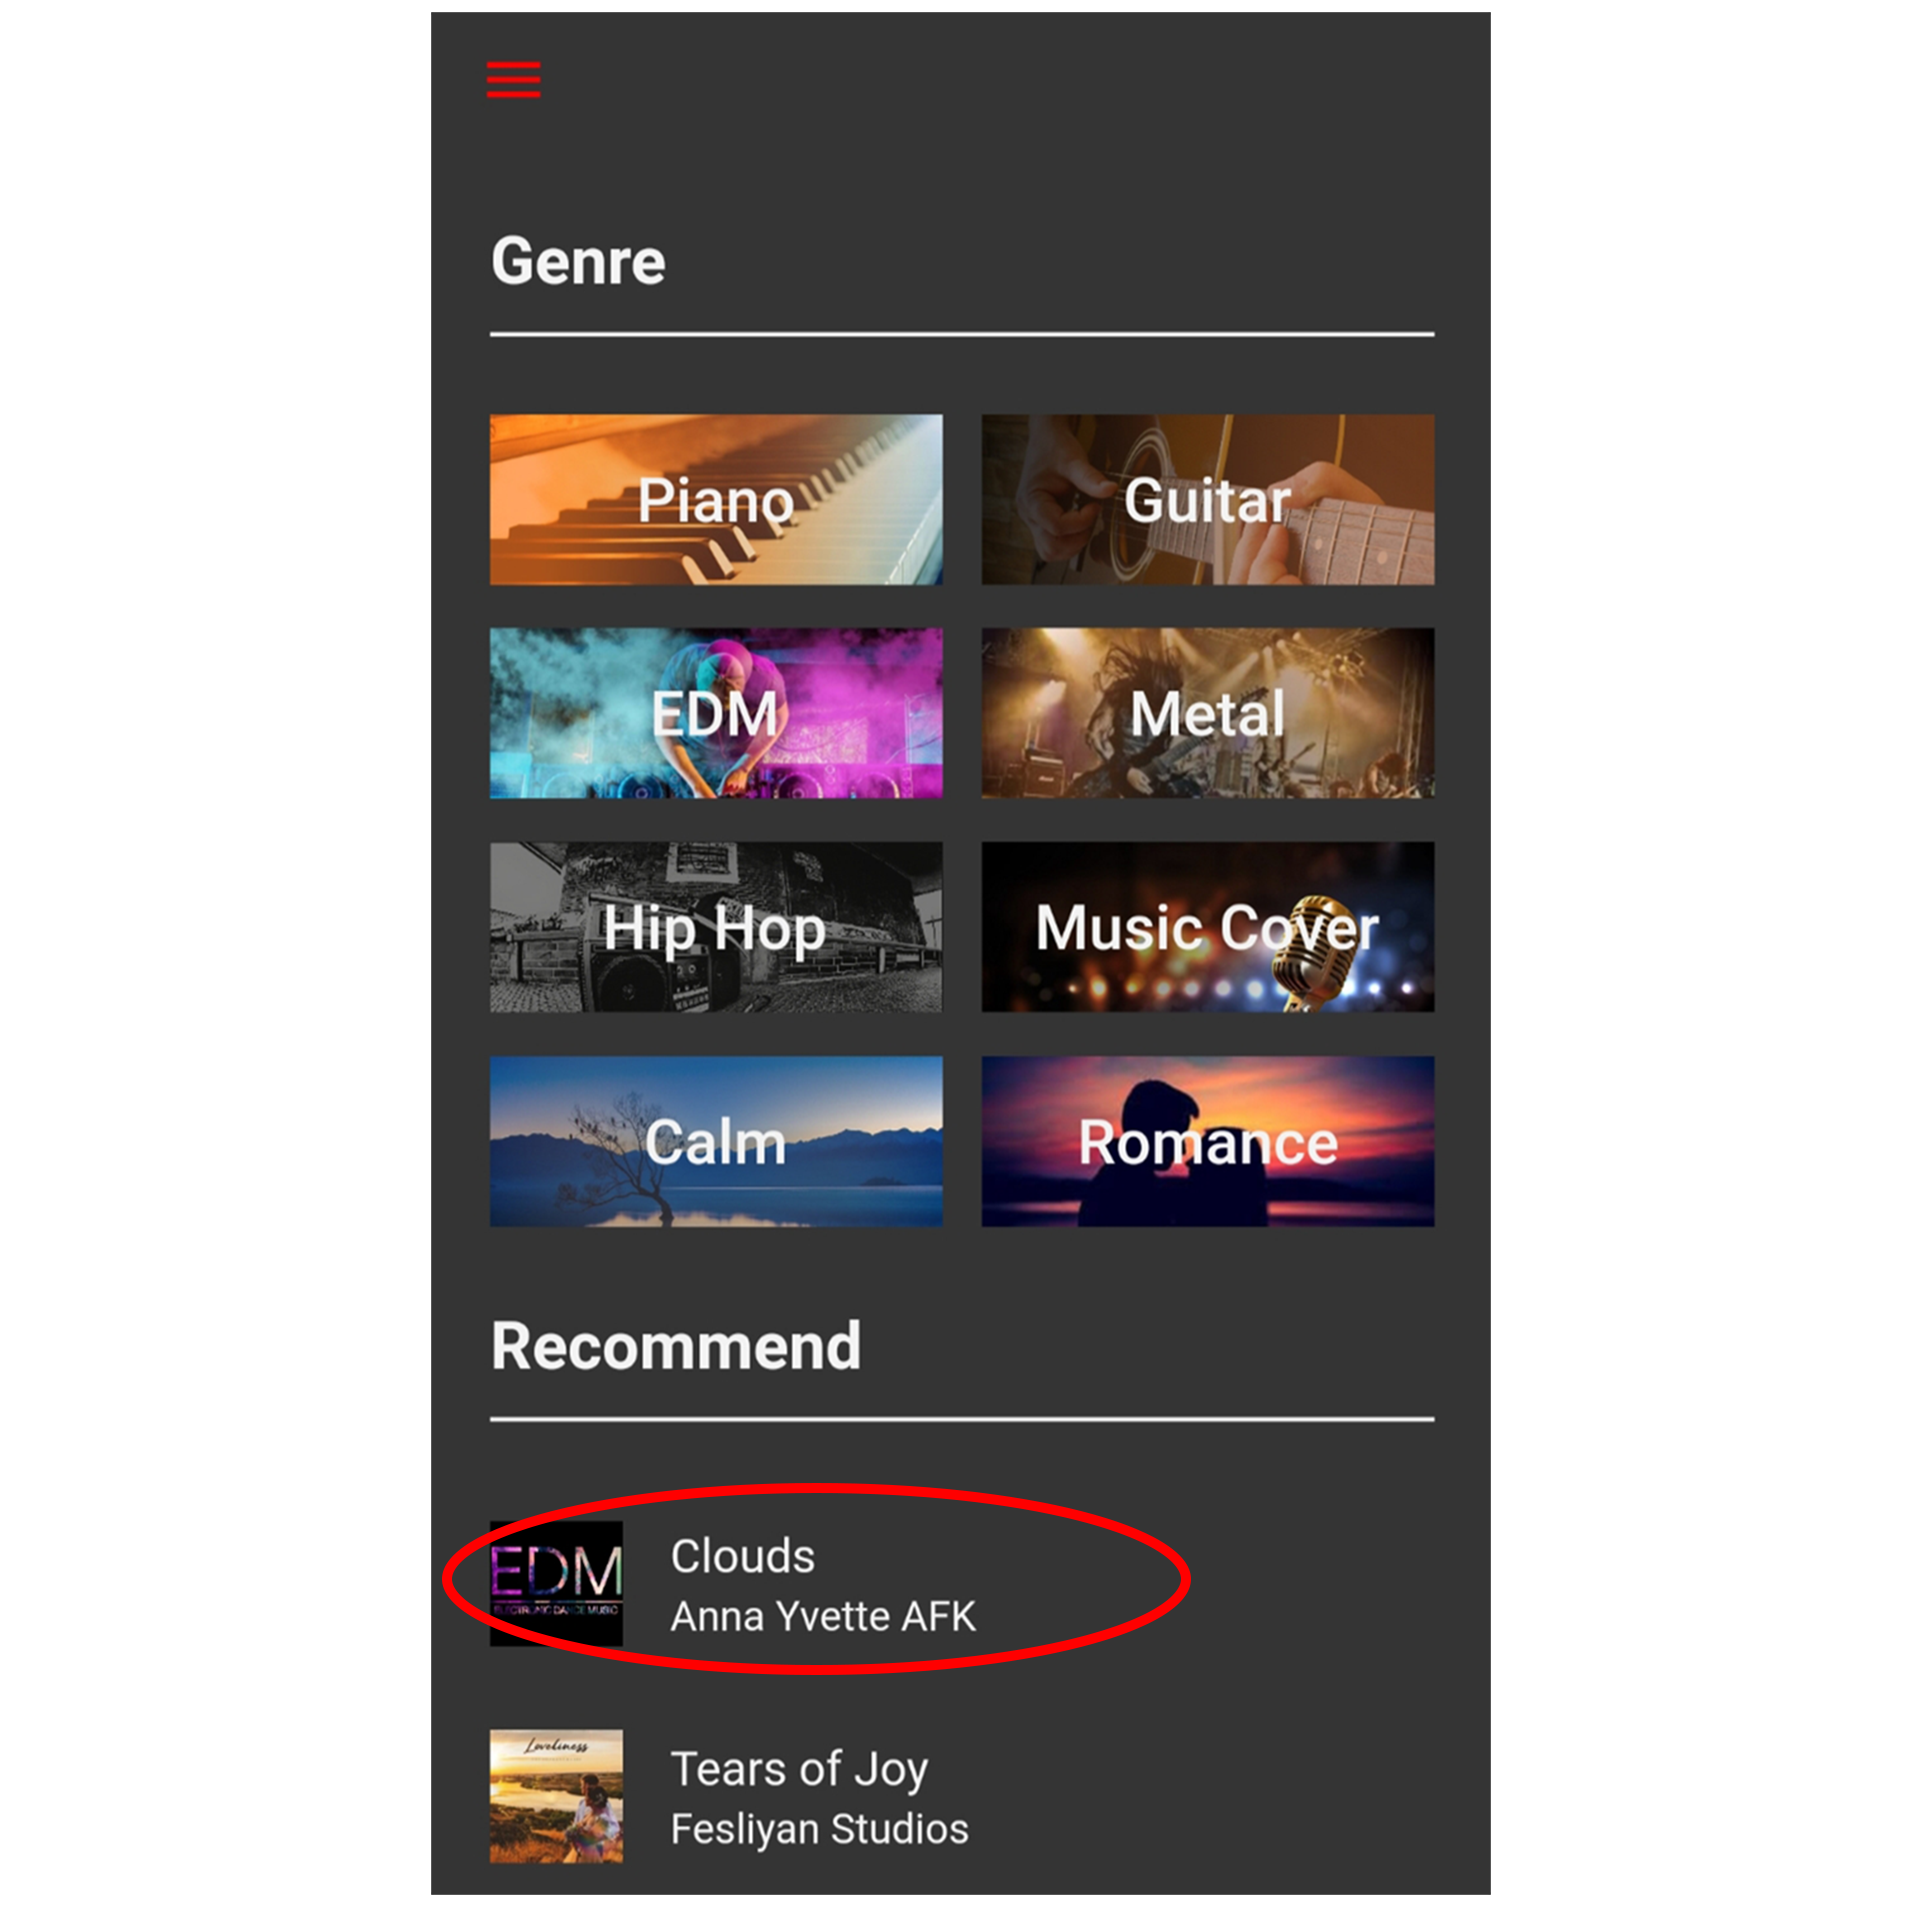 Genre
Piano
Guitar
EDM
Metal
Hip Hop
Music Cover
Calm
Romance
Recommend
EDM
ELECTRONIC DANCE MUSIC
Clouds
Anna Yvette AFK
Loveliness
Tears of Joy
Fesliyan Studios